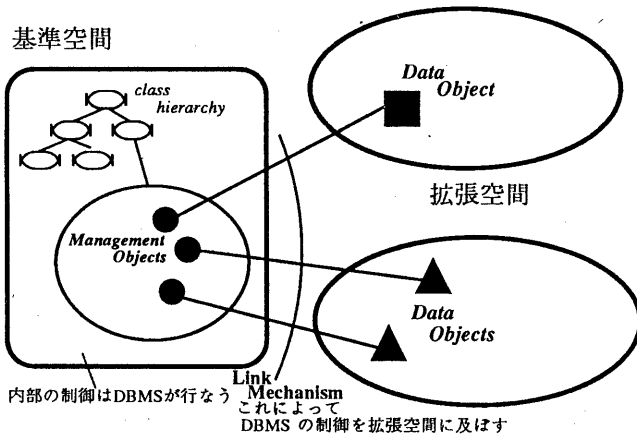 基準空間
class
hierarchy
Data
Object
拡張空間
Management
Objects
Data
Objects
内部の制御はDBMSが行なう
Link
Mechanism
これによって
DBMS の制御を拡張空間に及ぼす